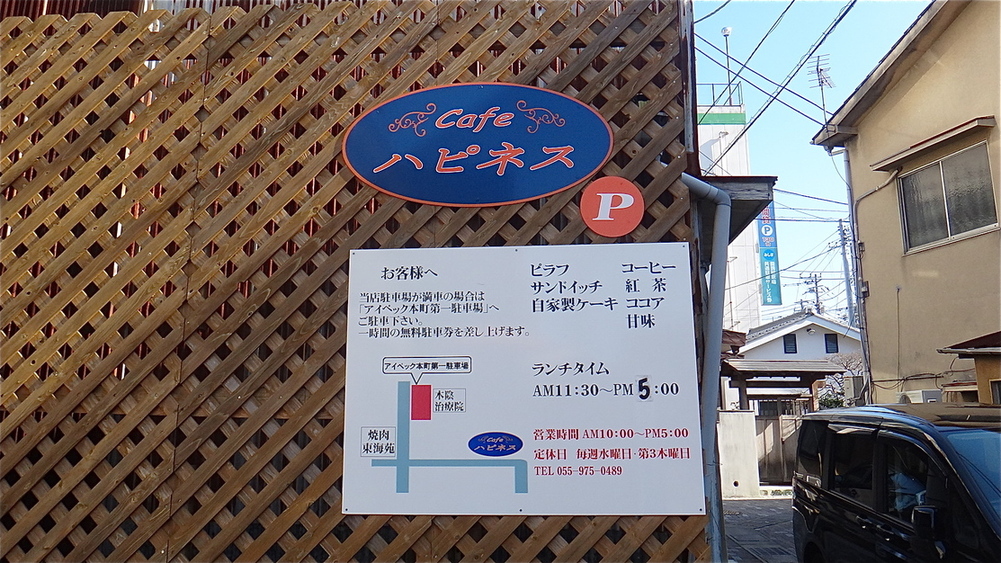 Cafe
ハピネス
P
お客様へ
当店駐車場が満車の場合は
「アイペック本町第一駐車場」へ
ご駐車下さい。
一時間の無料駐車券を差し上げます。
ピラフ
サンドイッチ
自家製ケーキ
コーヒー
紅 茶
ココア
甘味
アイペック本町第一駐車場
本陰
治療院
焼肉
東海苑
Cafe
ハピネス
ランチタイム
AM11:30～PM 5:00
営業時間 AM10:00～PM5:00
定休日 毎週水曜日·第3木曜日
TEL 055-975-0489
P